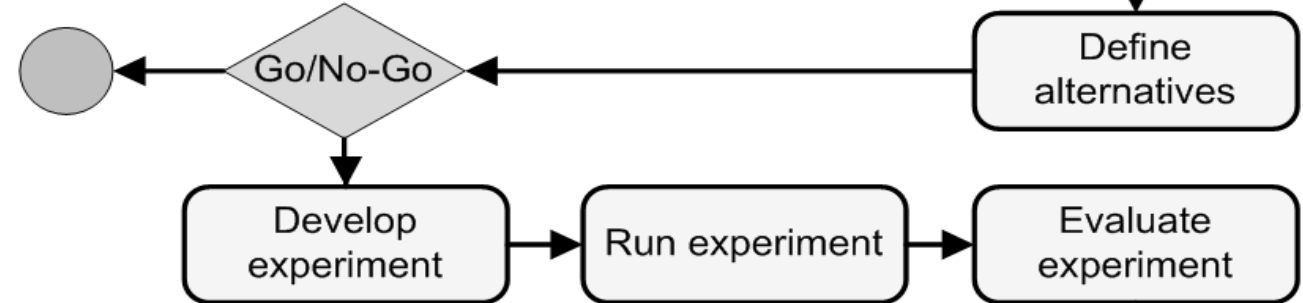 Go/No-Go
Define
alternatives
Develop
experiment
Run experiment
Evaluate
experiment